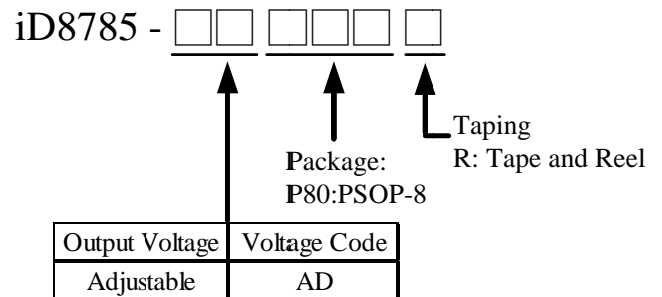 iD8785 - □□ □□□ □
Taping
R: Tape and Reel
Package:
P80:PSOP-8
Output Voltage Voltage Code
Adjustable AD